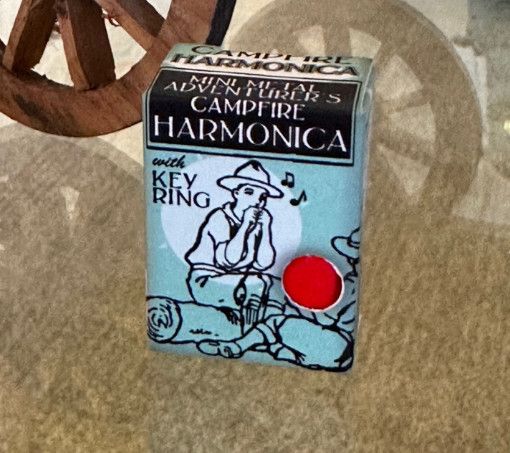 CAMPFIRE
HARMONICA
MINI METAL
ADVENTURER'S
CAMPFIRE
HARMONICA
with
KEY
RING